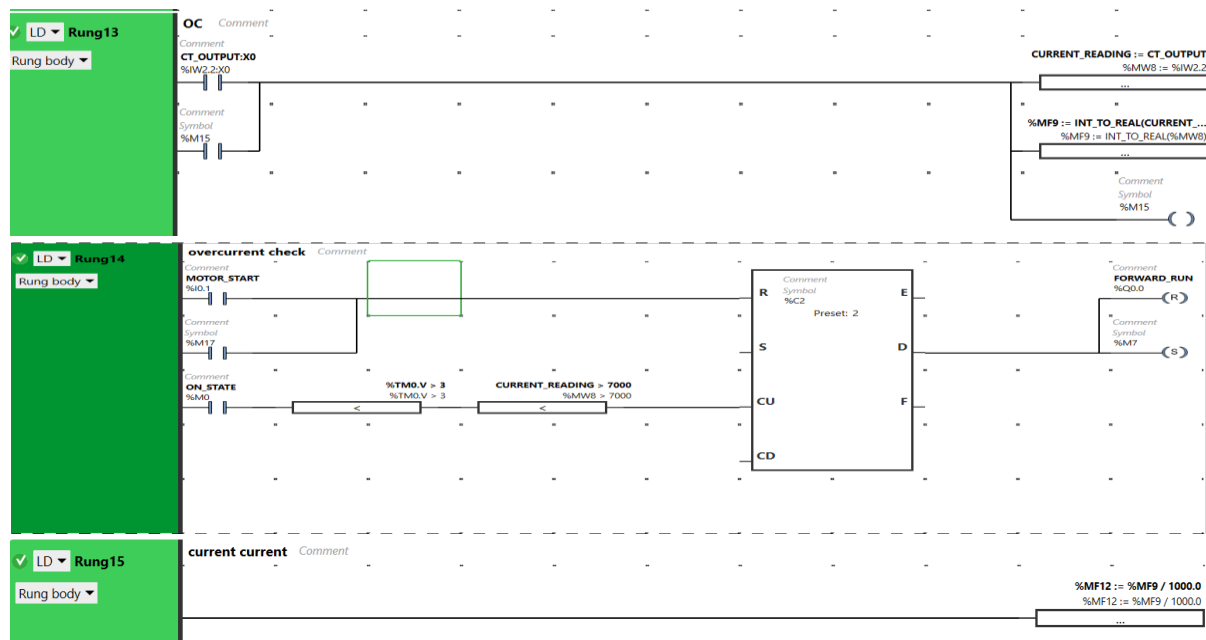 OC Comment
LD Rung13
Rung body
Comment
CT_OUTPUT:X0
%IW2.2:X0
CURRENT_READING := CT_OUTPUT
%MW8 := %IW2.2
...
Comment
Symbol
%M15
%MF9 := INT_TO_REAL(CURRENT_...
%MF9 := INT_TO_REAL(%MW8)
...
Comment
Symbol
%M15
( )
overcurrent check Comment
LD Rung14
Rung body
Comment
MOTOR_START
%I0.1
Comment
Symbol
%C2
Preset: 2
R
E
S
D
CU
F
CD
Comment
FORWARD_RUN
%Q0.0
(R)
Comment
Symbol
%M17
Comment
Symbol
%M7
(S)
Comment
ON_STATE
%M0
%TM0.V > 3
%TM0.V > 3
<
CURRENT_READING > 7000
%MW8 > 7000
<
current current Comment
LD Rung15
Rung body
%MF12 := %MF9 / 1000.0
%MF12 := %MF9 / 1000.0
...